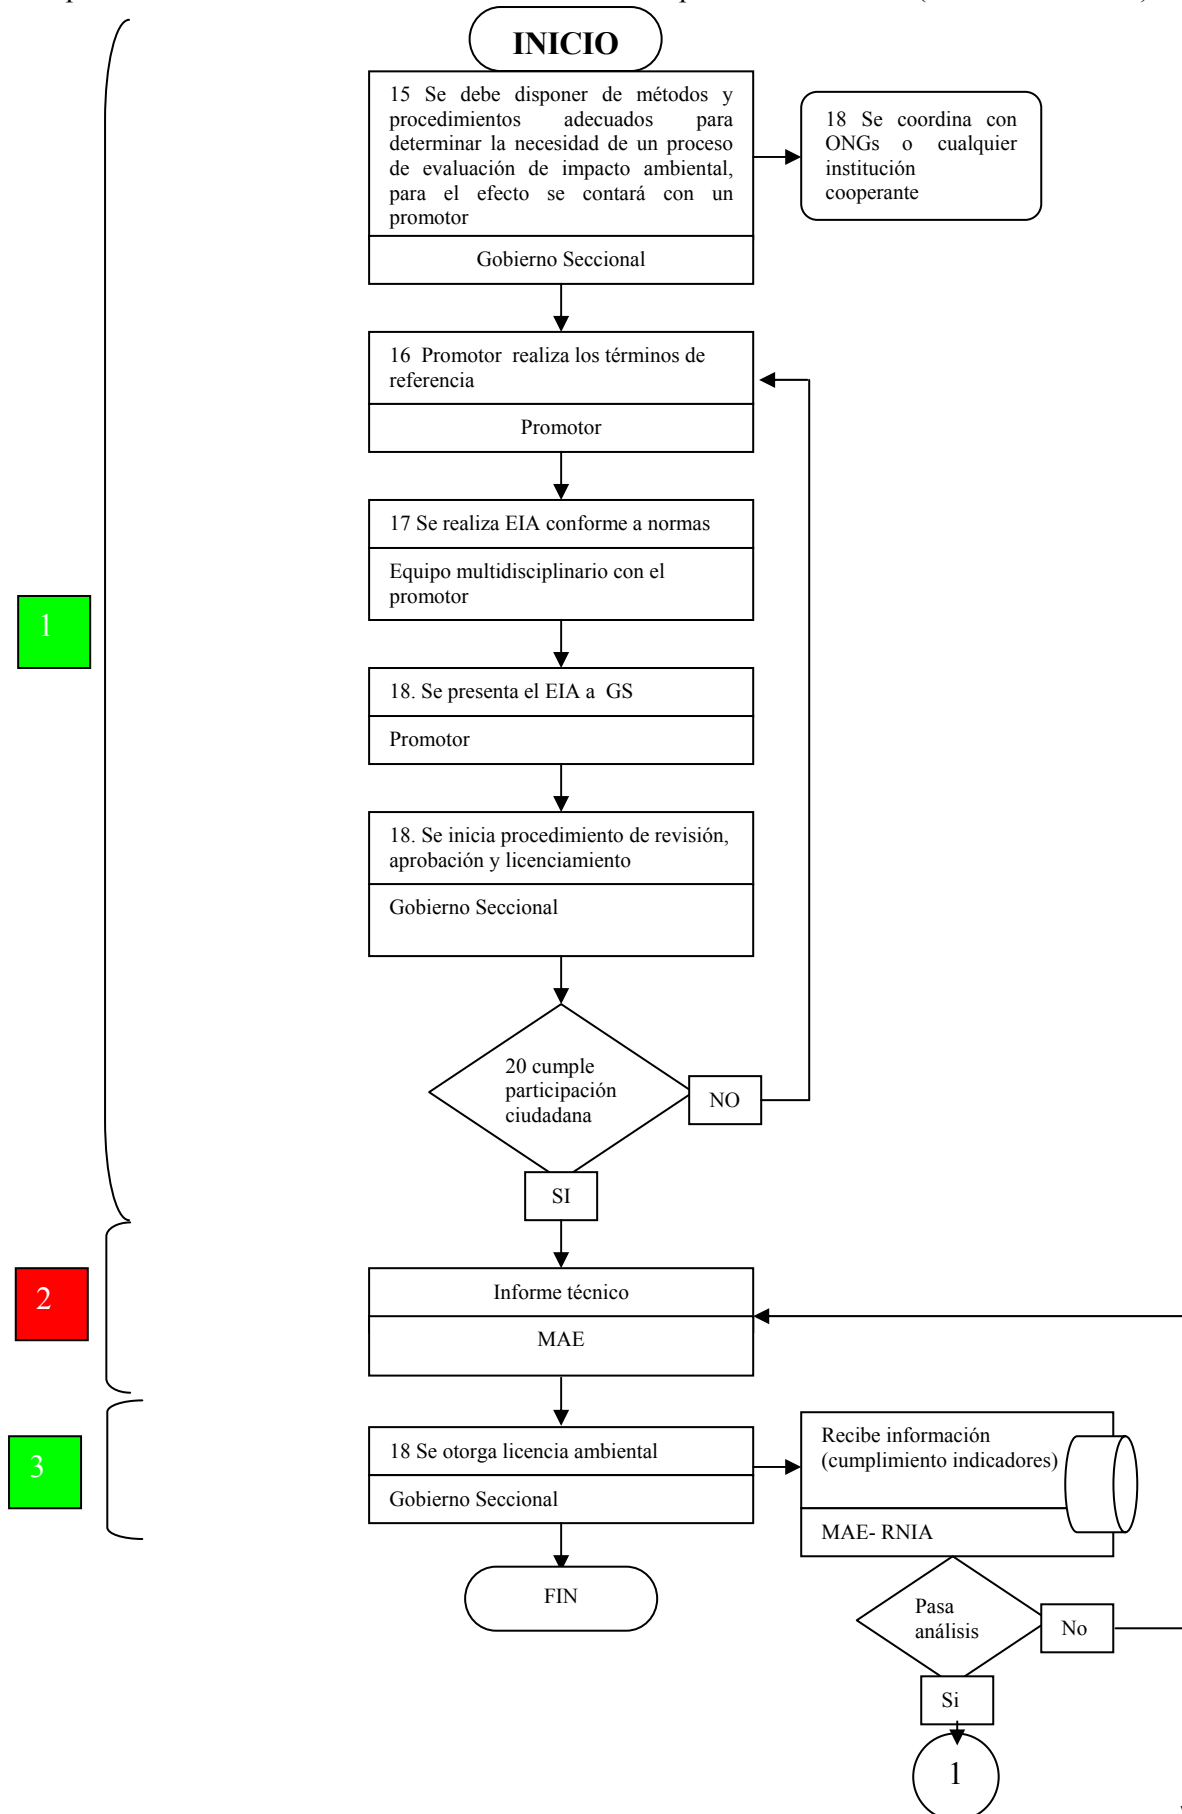 INICIO
15 Se debe disponer de métodos y
procedimientos adecuados para
determinar la necesidad de un proceso
de evaluación de impacto ambiental,
para el efecto se contará con un
promotor
Gobierno Seccional
18 Se coordina con
ONGs o cualquier
institución
cooperante
16 Promotor realiza los términos de
referencia
Promotor
17 Se realiza EIA conforme a normas
Equipo multidisciplinario con el
promotor
1
18. Se presenta el EIA a GS
Promotor
18. Se inicia procedimiento de revisión,
aprobación y licenciamiento
Gobierno Seccional
20 cumple
participación
ciudadana
NO
SI
2
Informe técnico
MAE
3
18 Se otorga licencia ambiental
Gobierno Seccional
Recibe información
(cumplimiento indicadores)
MAE- RNIA
FIN
Pasa
análisis
No
Si
1